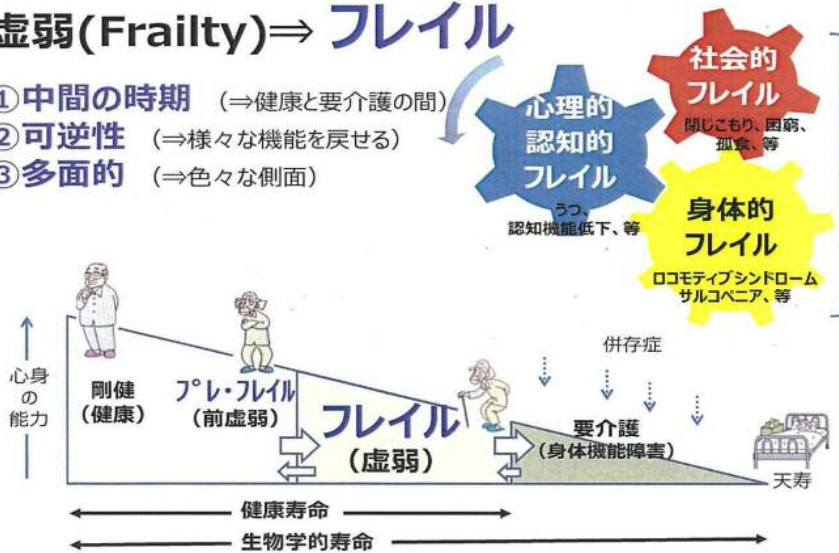 虚弱(Frailty)⇒ フレイル
①中間の時期 (⇒健康と要介護の間)
②可逆性 (⇒様々な機能を戻せる)
③多面的 (⇒色々な側面)
社会的
フレイル
閉じこもり、困窮、
孤食、等
心理的
認知的
フレイル
うつ、
認知機能低下、等
身体的
フレイル
ロコモティブシンドローム
サルコペニア、等
心身
の
能力
剛健
(健康)
プレ・フレイル
(前虚弱)
フレイル
(虚弱)
併存症
要介護
(身体機能障害)
天寿
健康寿命
生物学的寿命